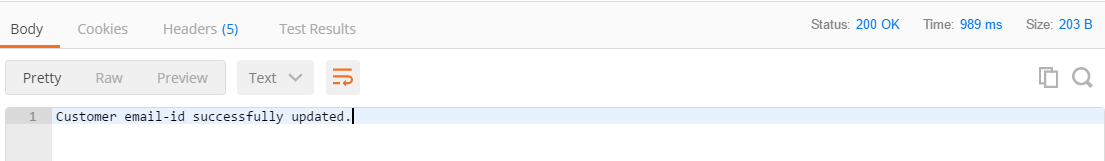 Body Cookies Headers (5) Test Results Status: 200 OK Time: 989 ms Size: 203 B
Pretty Raw Preview Text
1 Customer email-id successfully updated.